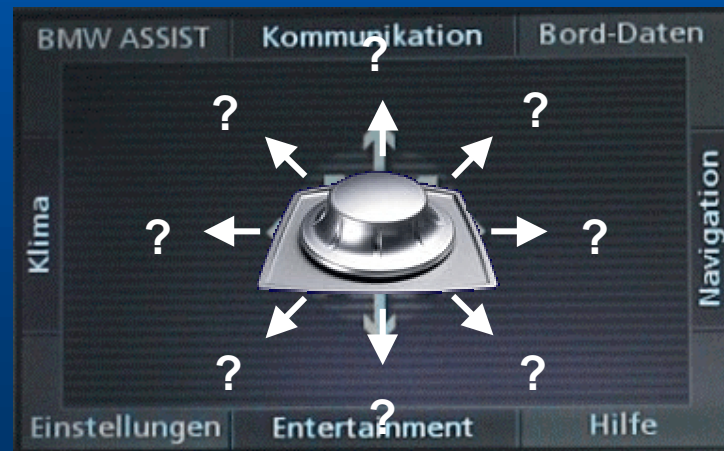 BMW ASSIST Kommunikation Bord-Daten
?
? ?
Klima ? ? Navigation
? ?
?
Einstellungen Entertainment Hilfe